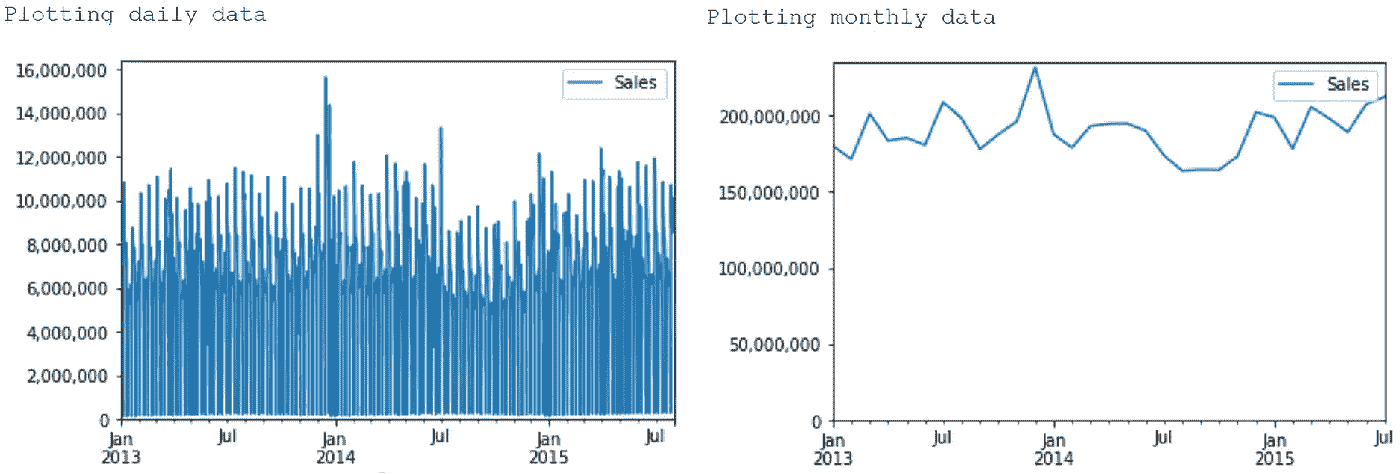 Plotting daily data
16,000,000
14,000,000
12,000,000
10,000,000
8,000,000
6,000,000
4,000,000
2,000,000
0
Sales
Jan
2013
Jul
Jan
2014
Jul
Jan
2015
Jul
Plotting monthly data
200,000,000
150,000,000
100,000,000
50,000,000
0
Sales
Jan
2013
Jul
Jan
2014
Jul
Jan
2015
Jul